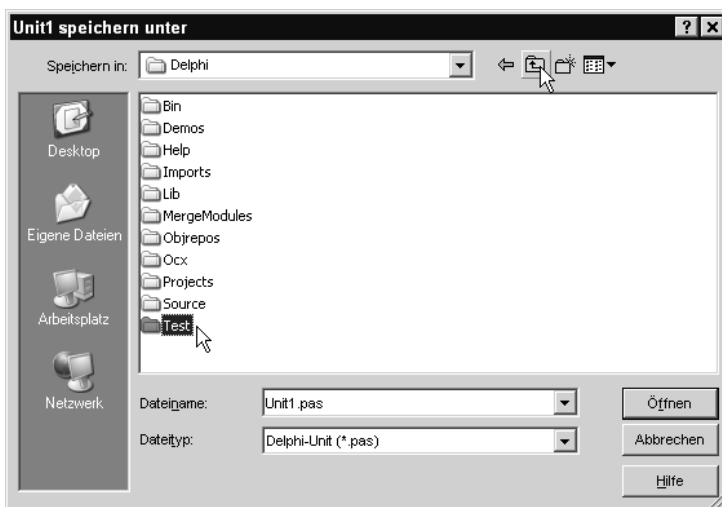 Unit1 speichern unter
Speichern in:
Delphi
Desktop
Eigene Dateien
Arbeitsplatz
Netzwerk
Bin
Demos
Help
Imports
Lib
MergeModules
Objrepos
Ocx
Projects
Source
Test
Dateiname:
Unit1.pas
Öffnen
Dateityp:
Delphi-Unit (*.pas)
Abbrechen
Hilfe